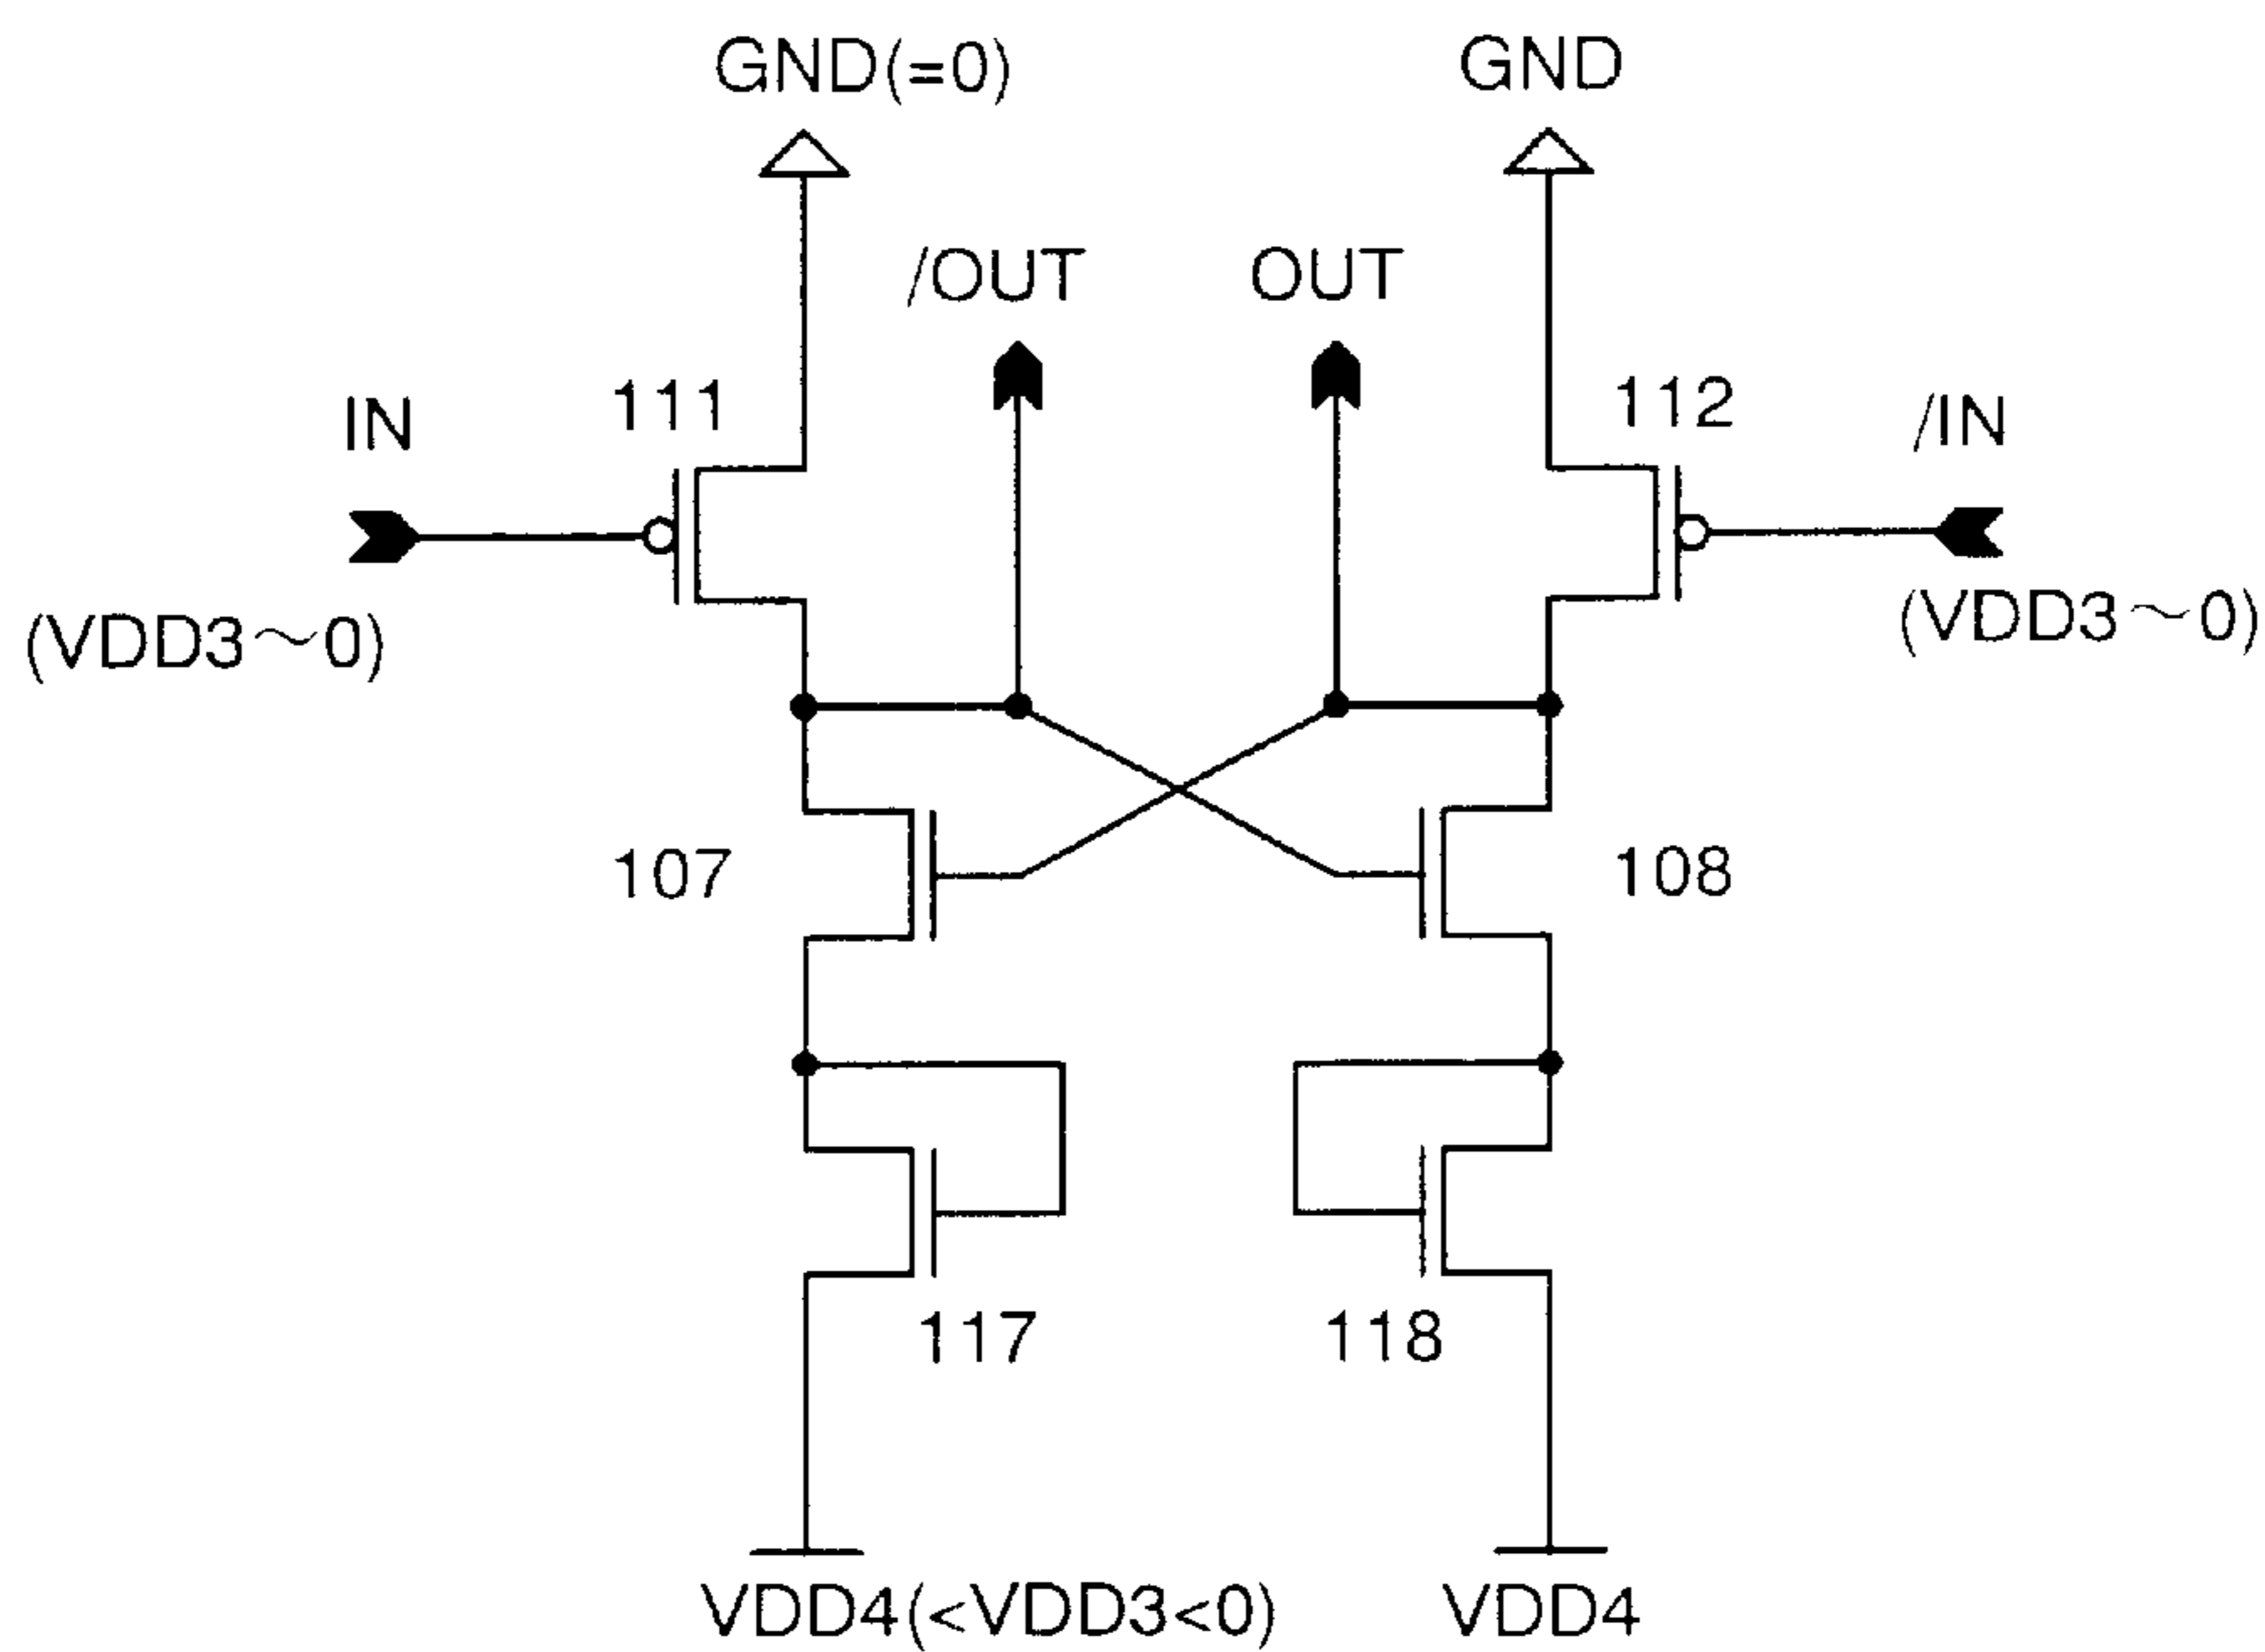 GND(=0) GND
/OUT OUT
111 112
IN /IN
(VDD3～0) (VDD3～0)
107 108
117 118
VDD4(<VDD3<0) VDD4